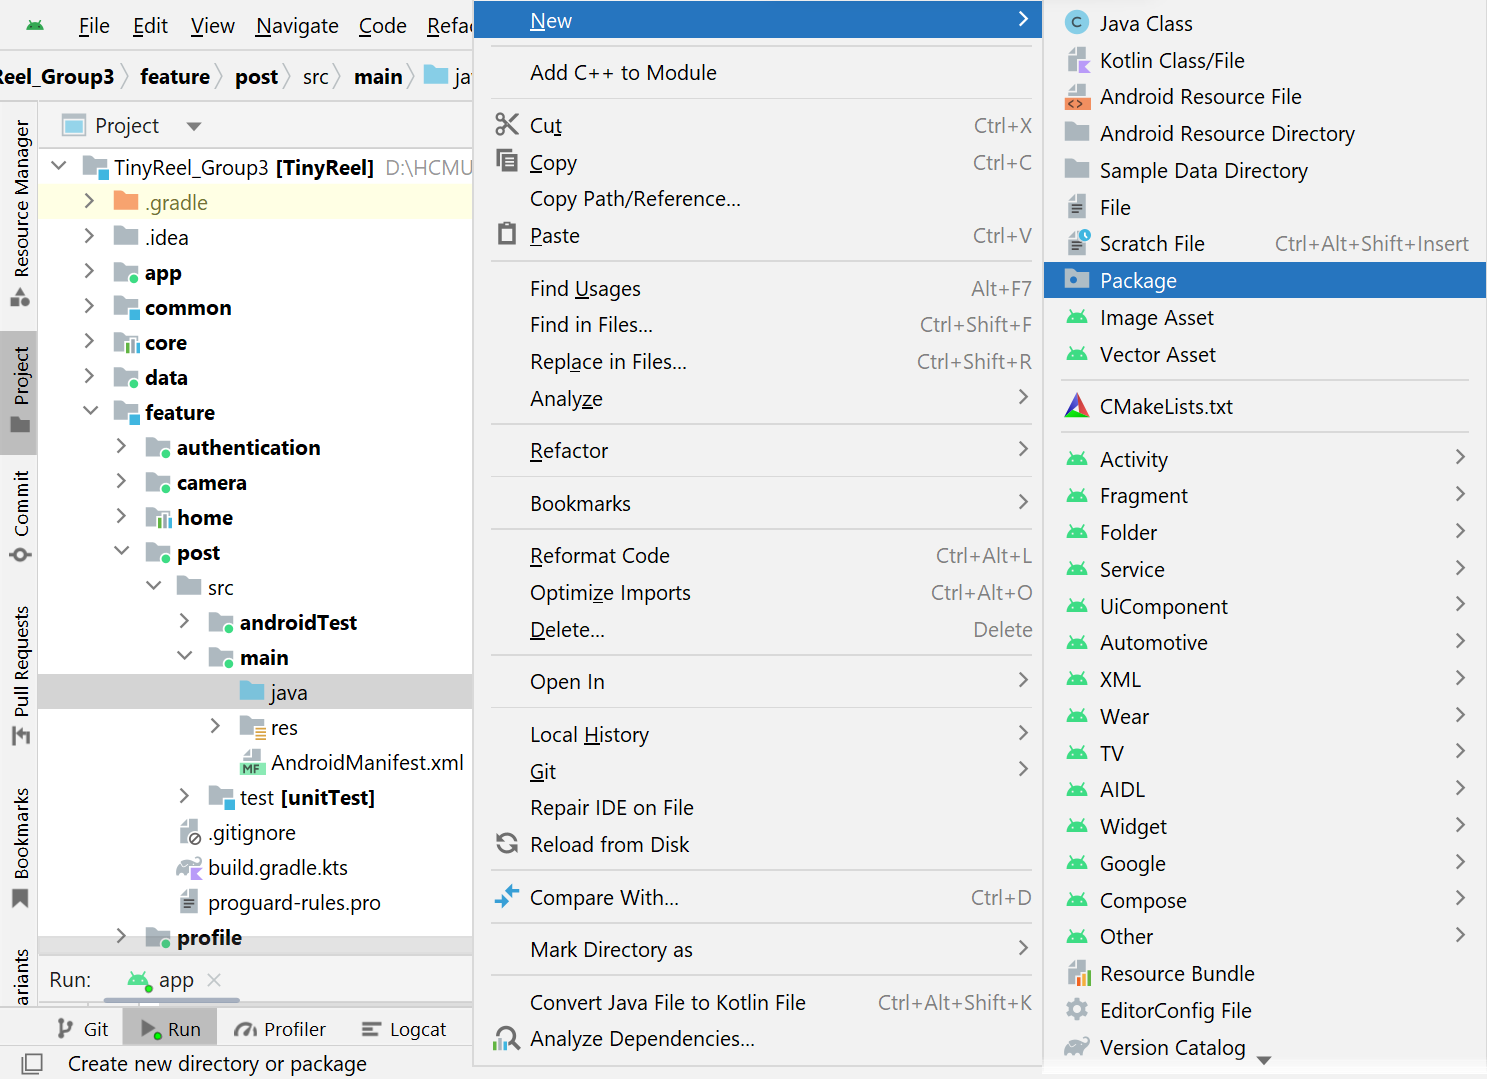 File Edit View Navigate Code Refac
Reel_Group3 feature post src main ja
Project
TinyReel_Group3 [TinyReel] D:\HCMU
.gradle
.idea
app
common
core
data
feature
authentication
camera
home
post
src
androidTest
main
java
res
MF AndroidManifest.xml
test [unitTest]
.gitignore
build.gradle.kts
proguard-rules.pro
profile
Run: app
Git Run Profiler Logcat
Create new directory or package
Resource Manager
Project
Commit
Pull Requests
Bookmarks
ariants
New
Add C++ to Module
Cut Ctrl+X
Copy Ctrl+C
Copy Path/Reference...
Paste Ctrl+V
Find Usages Alt+F7
Find in Files... Ctrl+Shift+F
Replace in Files... Ctrl+Shift+R
Analyze
Refactor
Bookmarks
Reformat Code Ctrl+Alt+L
Optimize Imports Ctrl+Alt+O
Delete... Delete
Open In
Local History
Git
Repair IDE on File
Reload from Disk
Compare With... Ctrl+D
Mark Directory as
Convert Java File to Kotlin File Ctrl+Alt+Shift+K
Analyze Dependencies...
C Java Class
Kotlin Class/File
Android Resource File
Android Resource Directory
Sample Data Directory
File
Scratch File Ctrl+Alt+Shift+Insert
Package
Image Asset
Vector Asset
CMakeLists.txt
Activity
Fragment
Folder
Service
UiComponent
Automotive
XML
Wear
TV
AIDL
Widget
Google
Compose
Other
Resource Bundle
EditorConfig File
Version Catalog